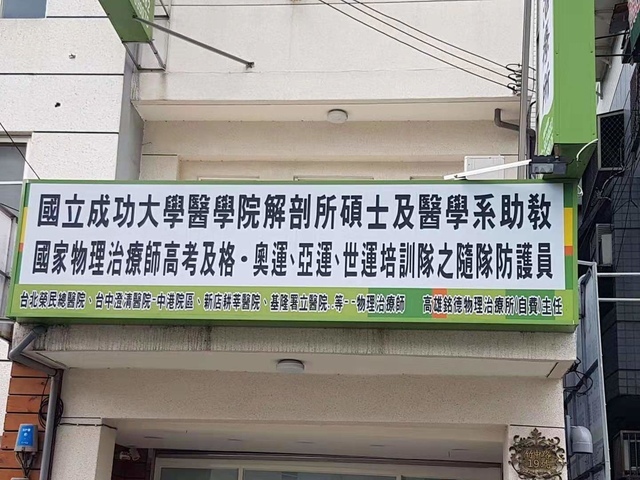 國立成功大學醫學院解剖所碩士及醫學系助教
國家物理治療師高考及格·奧運、亞運、世運培訓隊之隨隊防護員
台北榮民總醫院、台中澄清醫院-中港院區、新店耕莘醫院、基隆署立醫院..等--物理治療師 高雄銘德物理治療所(自費)主任